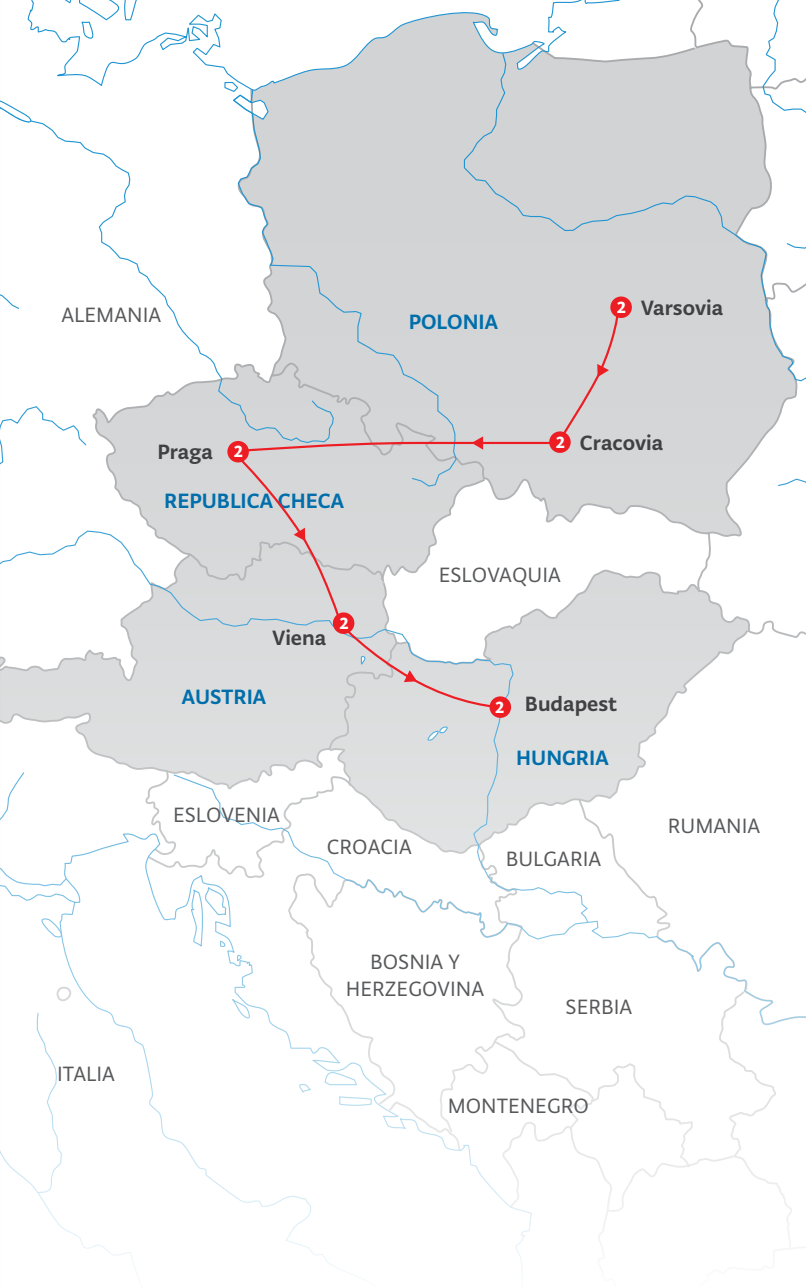 ALEMANIA
POLONIA
2 Varsovia
2 Cracovia
Praga 2
REPUBLICA CHECA
ESLOVAQUIA
2
Viena
AUSTRIA
2 Budapest
HUNGRIA
ESLOVENIA
CROACIA
BULGARIA
RUMANIA
BOSNIA Y
HERZEGOVINA
SERBIA
ITALIA
MONTENEGRO